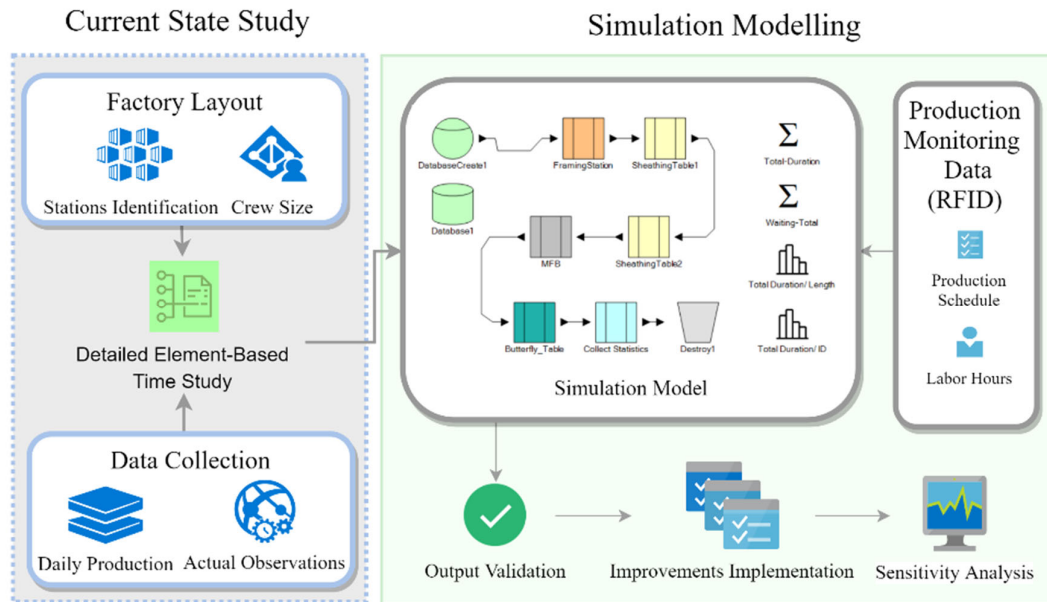 Current State Study
Simulation Modelling
Factory Layout
Stations Identification
Crew Size
Detailed Element-Based
Time Study
Data Collection
Daily Production
Actual Observations
DatabaseCreate1
FramingStation
SheathingTable1
Database1
MFB
SheathingTable2
Butterfly_Table
Collect Statistics
Destroy1
Σ
Total-Duration
Σ
Waiting-Total
Total Duration/ Length
Total Duration/ ID
Simulation Model
Production
Monitoring
Data
(RFID)
Production
Schedule
Labor Hours
Output Validation
Improvements Implementation
Sensitivity Analysis